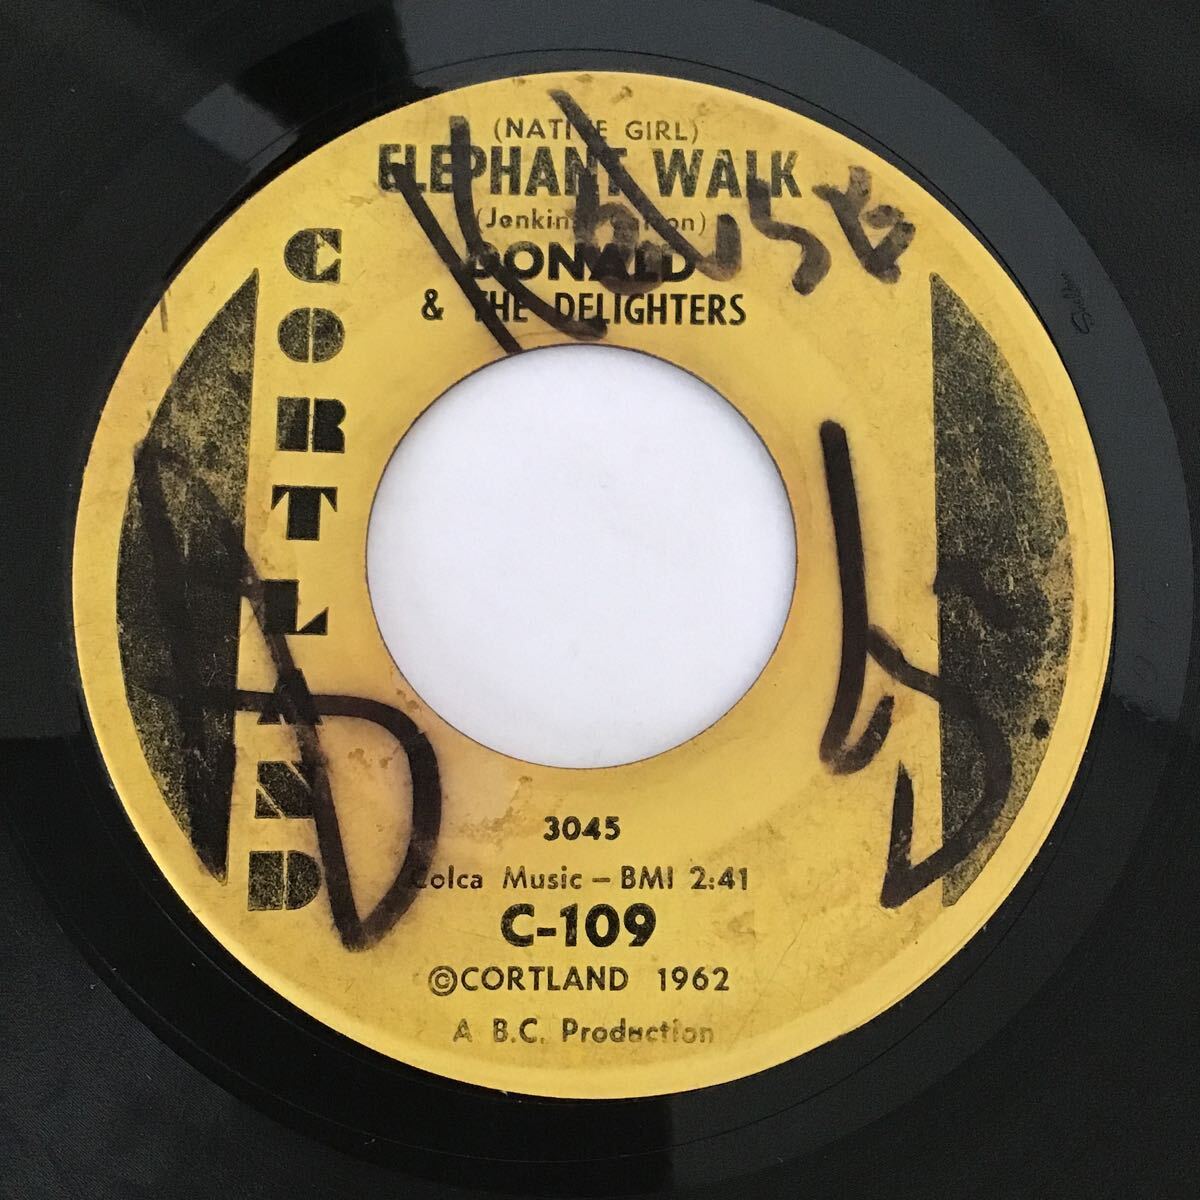 (NATIVE GIRL)
ELEPHANT WALK
(Jenkins
DONALD
& THE DELIGHTERS
CORTLAND
House
3045
Colca Music - BMI 2:41
C-109
©CORTLAND 1962
A B.C. Production